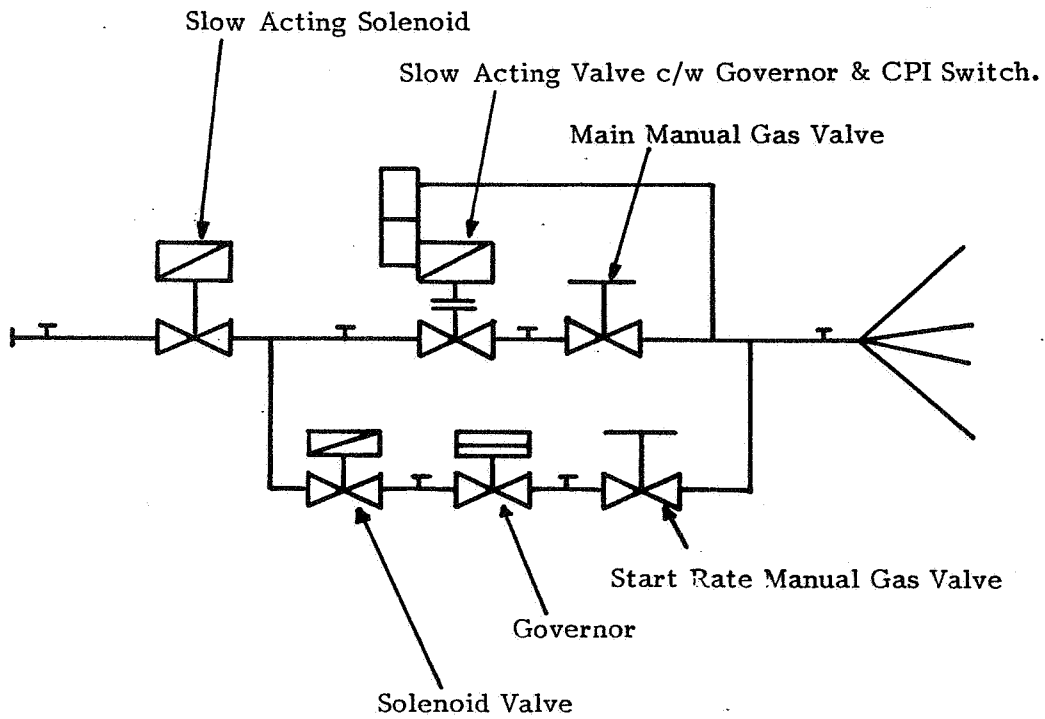 Slow Acting Solenoid
Slow Acting Valve c/w Governor & CPI Switch.
Main Manual Gas Valve
Start Rate Manual Gas Valve
Governor
Solenoid Valve